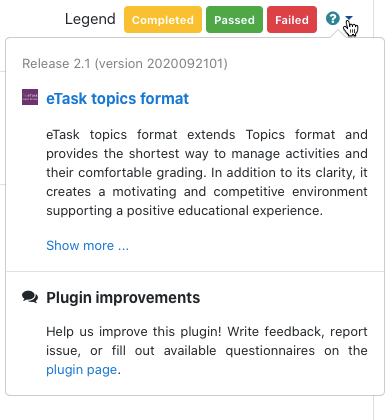 Legend Completed Passed Failed
Release 2.1 (version 2020092101)
eTask topics format
eTask topics format extends Topics format and
provides the shortest way to manage activities and
their comfortable grading. In addition to its clarity, it
creates a motivating and competitive environment
supporting a positive educational experience.
Show more ...
Plugin improvements
Help us improve this plugin! Write feedback, report
issue, or fill out available questionnaires on the
plugin page.